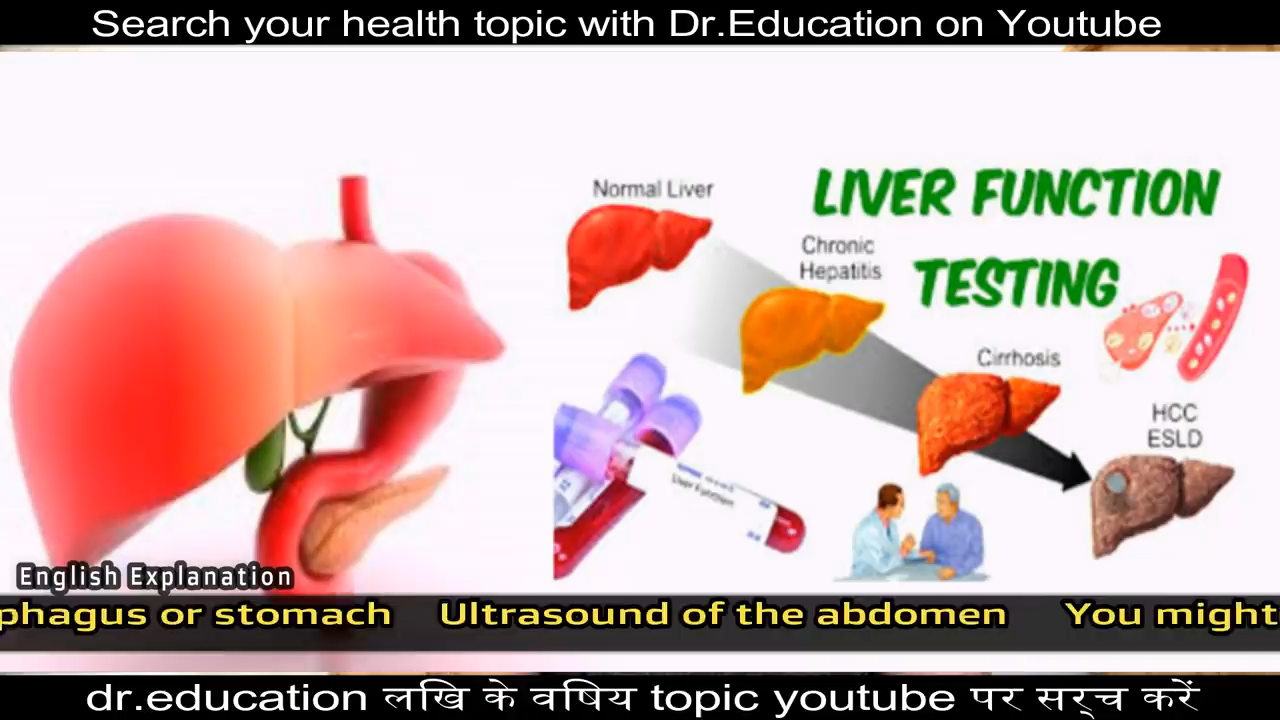 Search your health topic with Dr.Education on Youtube
Normal Liver
LIVER FUNCTION
TESTING
Chronic
Hepatitis
Cirrhosis
HCC
ESLD
Liver Function
English Explanation
phagus or stomach Ultrasound of the abdomen You might
dr.education लखि के वषिय topic youtube पर सर्च करें